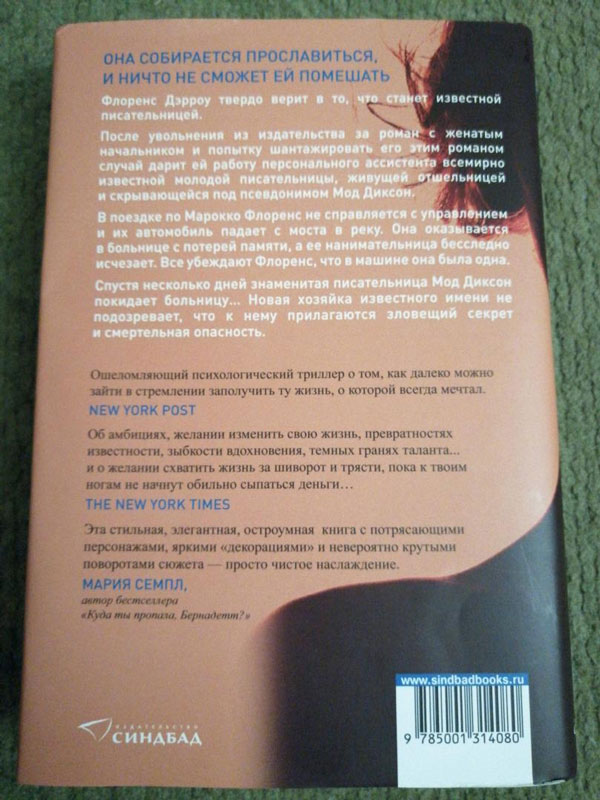 ОНА СОБИРАЕТСЯ ПРОСЛАВИТЬСЯ,
И НИЧТО НЕ СМОЖЕТ ЕЙ ПОМЕШАТЬ
Флоренс Дэрроу твердо верит в то, что станет известной
писательницей.
После увольнения из издательства за роман с женатым
начальником и попытку шантажировать его этим романом
случай дарит ей работу персонального ассистента всемирно
известной молодой писательницы, живущей отшельницей
и скрывающейся под псевдонимом Мод Диксон.
В поездке по Марокко Флоренс не справляется с управлением
и их автомобиль падает с моста в реку. Она оказывается
в больнице с потерей памяти, а ее нанимательница бесследно
исчезает. Все убеждают Флоренс, что в машине она была одна.
Спустя несколько дней знаменитая писательница Мод Диксон
покидает больницу... Новая хозяйка известного имени не
подозревает, что к нему прилагаются зловещий секрет
и смертельная опасность.
Ошеломляющий психологический триллер о том, как далеко можно
зайти в стремлении заполучить ту жизнь, о которой всегда мечтал.
NEW YORK POST
Об амбициях, желании изменить свою жизнь, превратностях
известности, зыбкости вдохновения, темных гранях таланта...
и о желании схватить жизнь за шиворот и трясти, пока к твоим
ногам не начнут обильно сыпаться деньги…
THE NEW YORK TIMES
Эта стильная, элегантная, остроумная книга с потрясающими
персонажами, яркими «декорациями» и невероятно крутыми
поворотами сюжета — просто чистое наслаждение.
МАРИЯ СЕМПЛ,
автор бестселлера
«Куда ты пропала, Бернадетт?»
www.sindbadbooks.ru
9 785001 314080
ИЗДАТЕЛЬСТВО
СИНДБАД